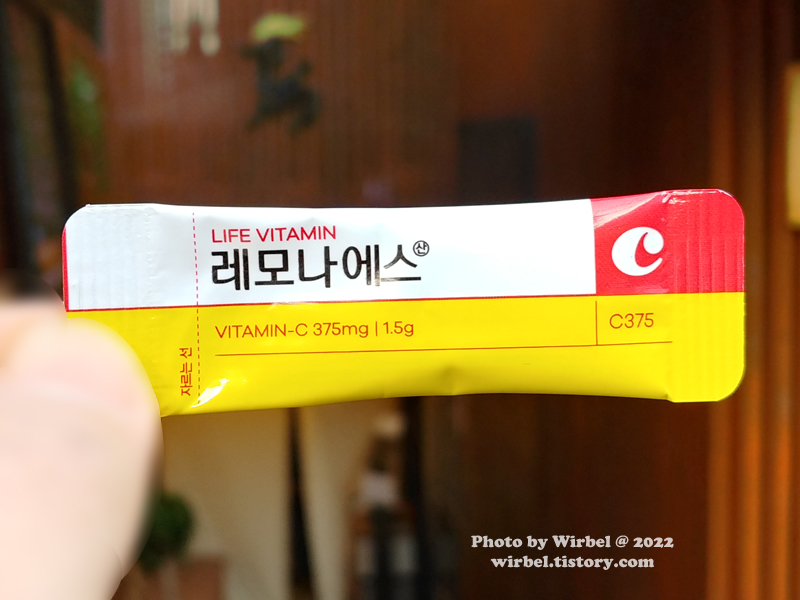 LIFE VITAMIN
레모나에스산
C
VITAMIN-C 375mg | 1.5g
C375
자르는 선
Photo by Wirbel @ 2022
wirbel.tistory.com